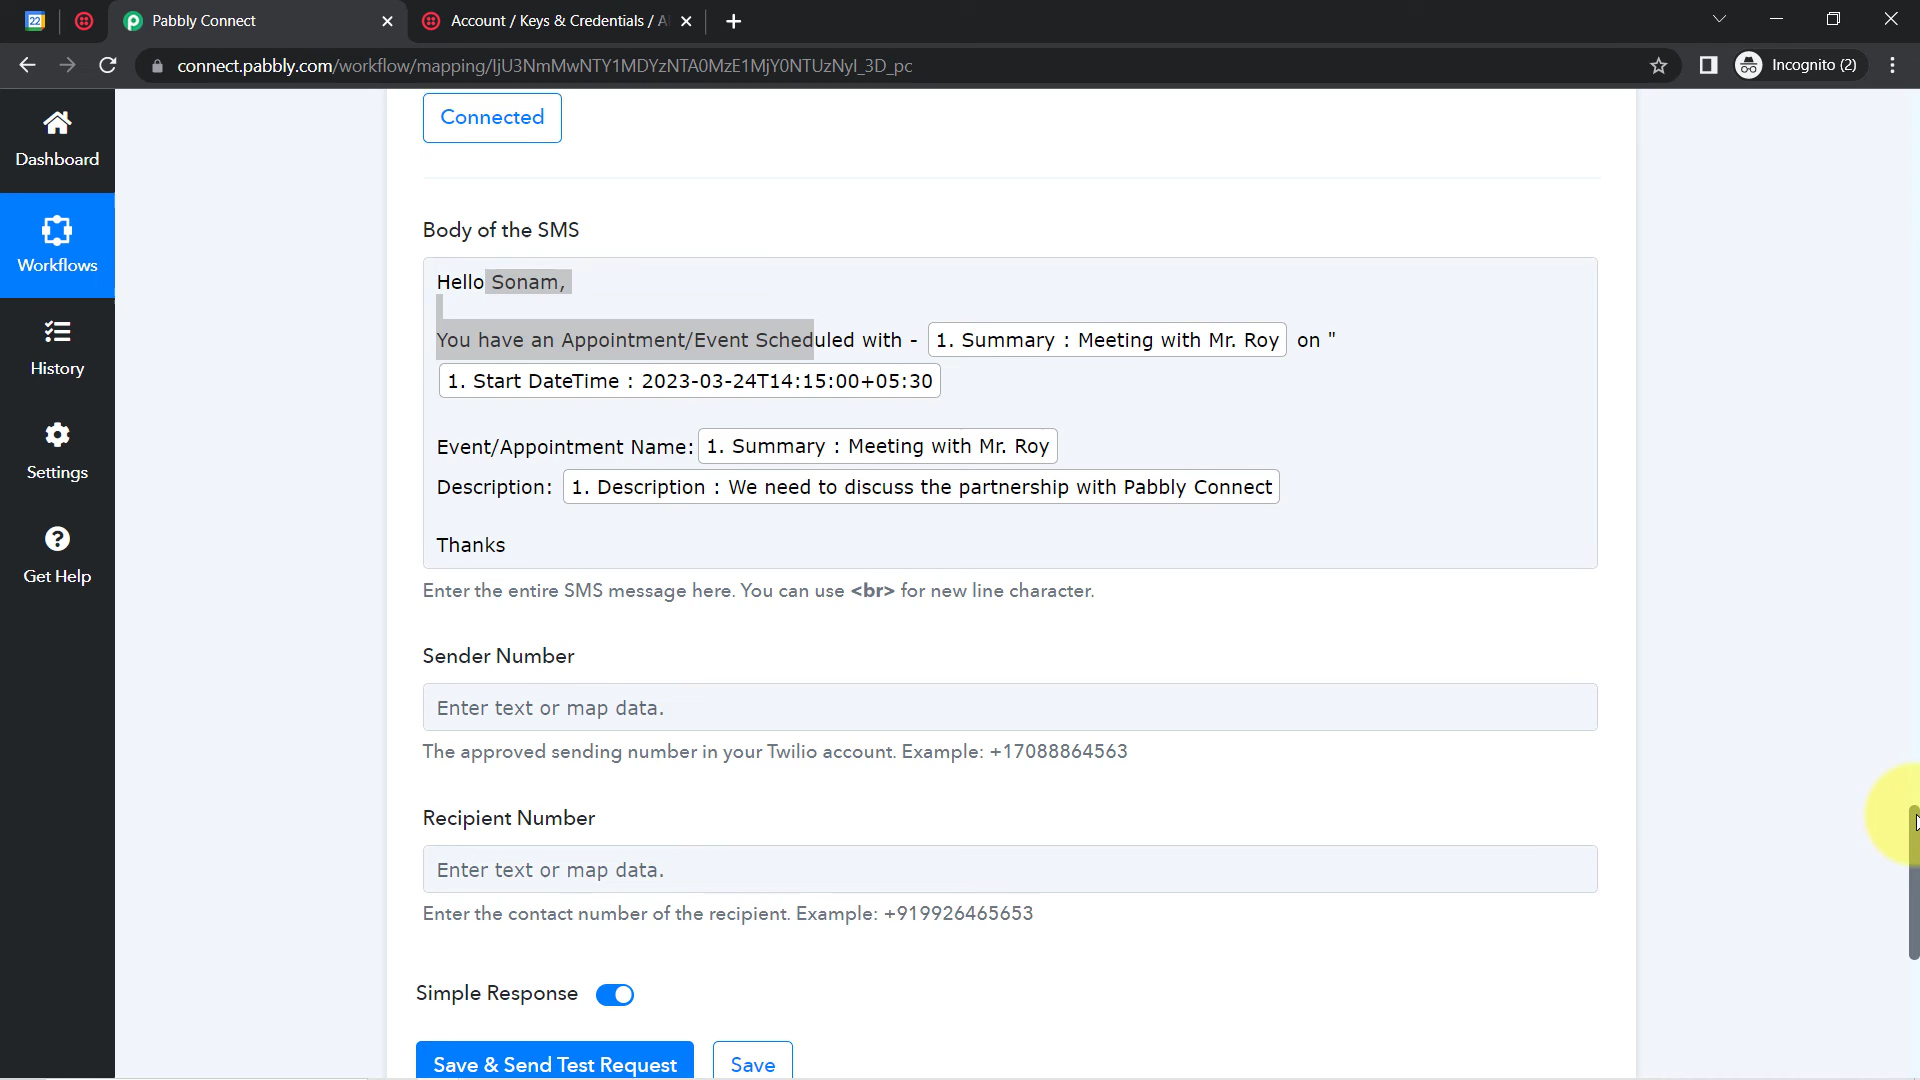 22
Pabbly Connect
Account / Keys & Credentials / A
connect.pabbly.com/workflow/mapping/IjU3NmMwNTY1MDYzNTA0MzE1MjY0NTUzNyI_3D_pc
Incognito (2)
Dashboard
Workflows
History
Settings
Get Help
Connected
Body of the SMS
Hello Sonam,
You have an Appointment/Event Scheduled with - 1. Summary : Meeting with Mr. Roy on "
1. Start DateTime : 2023-03-24T14:15:00+05:30
Event/Appointment Name: 1. Summary : Meeting with Mr. Roy
Description: 1. Description : We need to discuss the partnership with Pabbly Connect
Thanks
Enter the entire SMS message here. You can use <br> for new line character.
Sender Number
Enter text or map data.
The approved sending number in your Twilio account. Example: +17088864563
Recipient Number
Enter text or map data.
Enter the contact number of the recipient. Example: +919926465653
Simple Response
Save & Send Test Request
Save